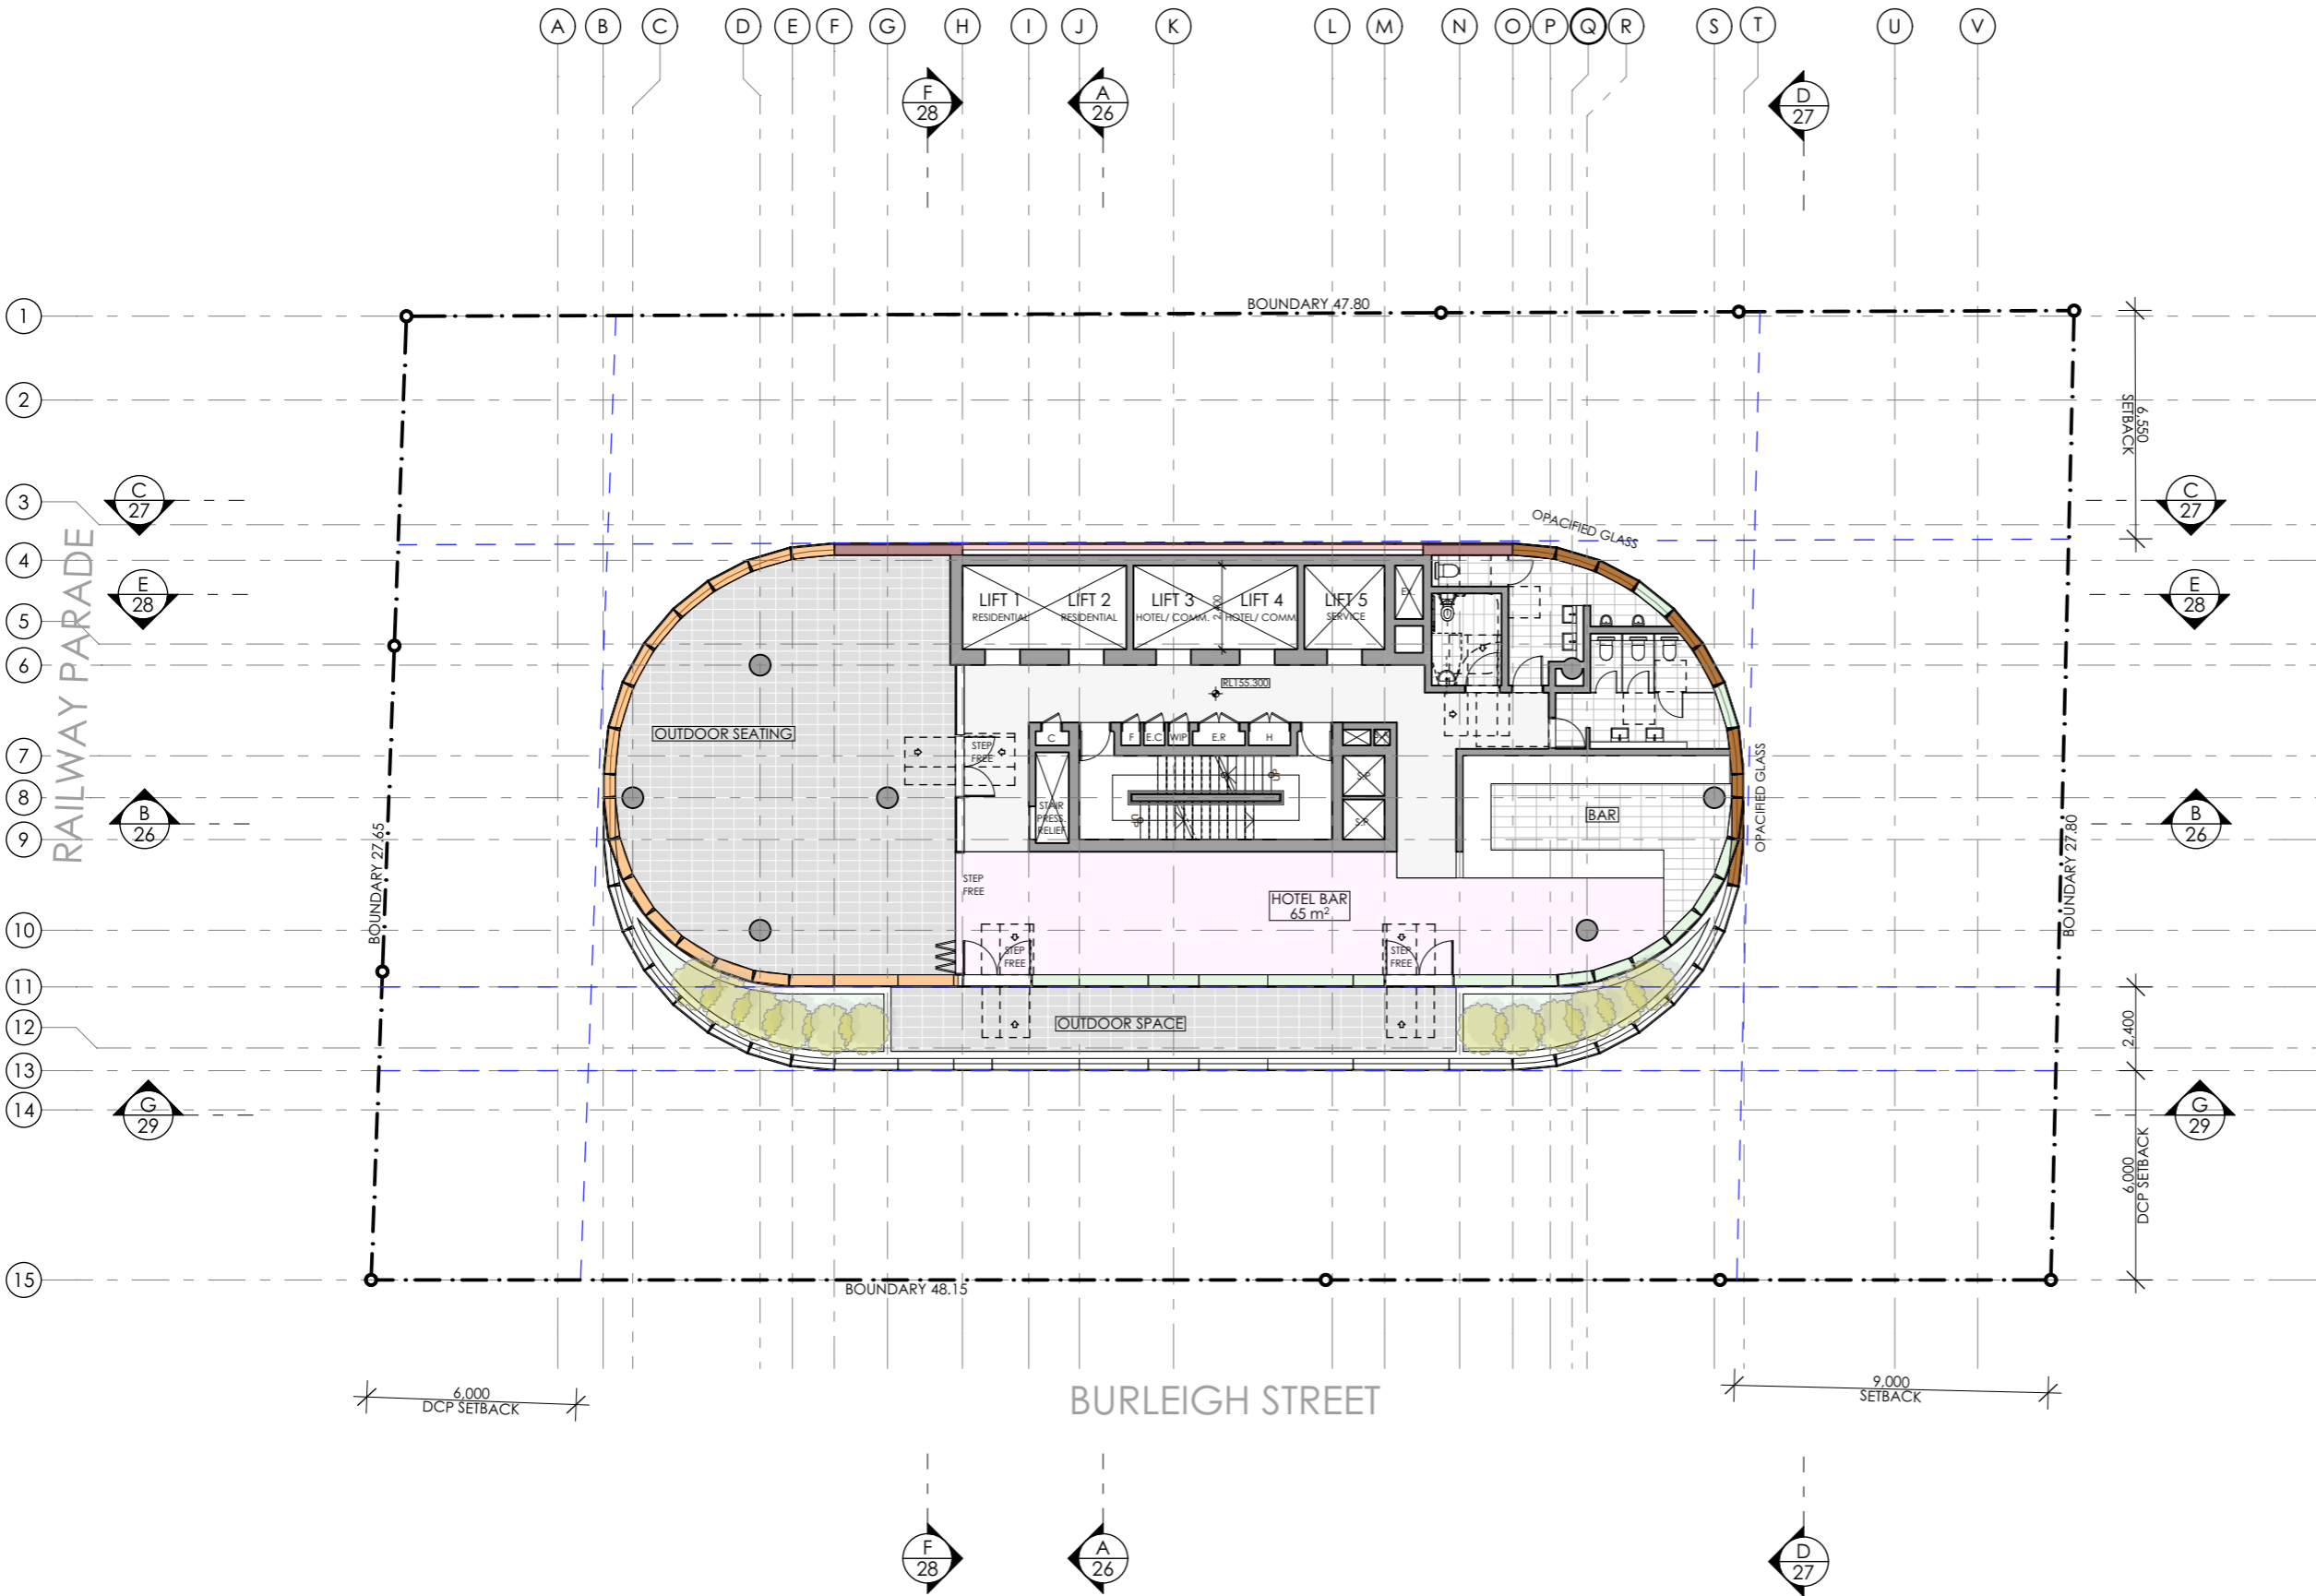 A B C D E F G H I J K L M N O P Q R S T U V
F
28
A
26
D
27
1
BOUNDARY 47.80
2
6,550
SETBACK
3
C
27
C
27
OPACIFIED GLASS
4
E
28
E
28
5
6
LIFT 1
RESIDENTIAL
LIFT 2
RESIDENTIAL
LIFT 3
HOTEL/ COMM.
2,400
LIFT 4
HOTEL/ COMM.
LIFT 5
SERVICE
EX.
RAILWAY PARADE
RL155.300
OUTDOOR SEATING
STEP
FREE
C
F
E.C
WIP
E.R
H
7
8
9
STAIR
PRESS.
RELIEF
UP
UP
S.P
S.P
BAR
OPACIFIED GLASS
B
26
B
26
BOUNDARY 27.65
BOUNDARY 27.80
STEP
FREE
HOTEL BAR
65 m²
10
STEP
FREE
STEP
FREE
11
12
OUTDOOR SPACE
2,400
13
14
G
29
G
29
6,000
DCP SETBACK
15
BOUNDARY 48.15
6,000
DCP SETBACK
BURLEIGH STREET
9,000
SETBACK
F
28
A
26
D
27